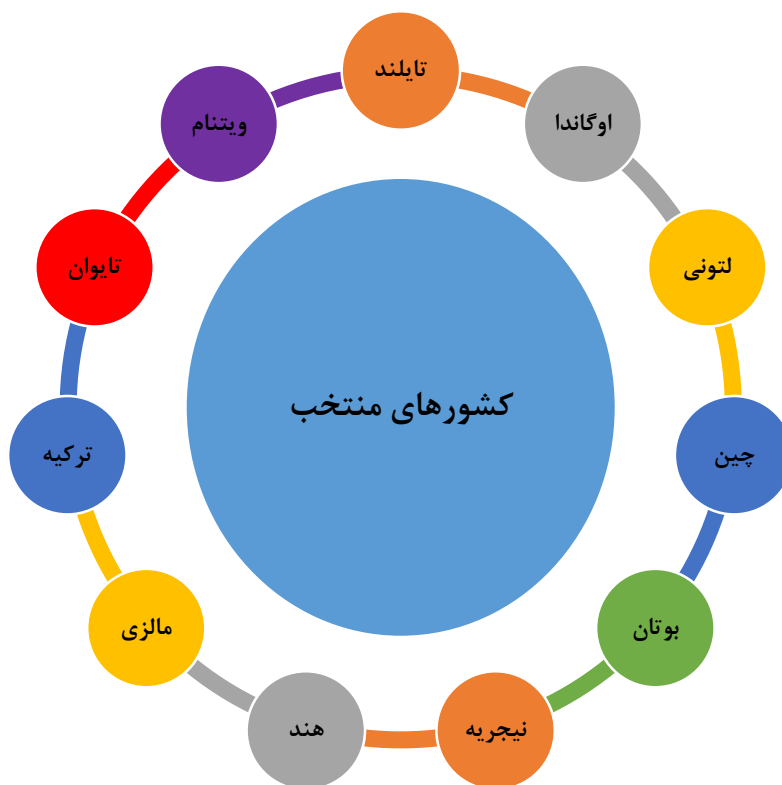 تایلند
اوگاندا
لتونی
چین
بوتان
نیجریه
هند
مالزی
ترکیه
تایوان
ویتنام
کشورهای منتخب